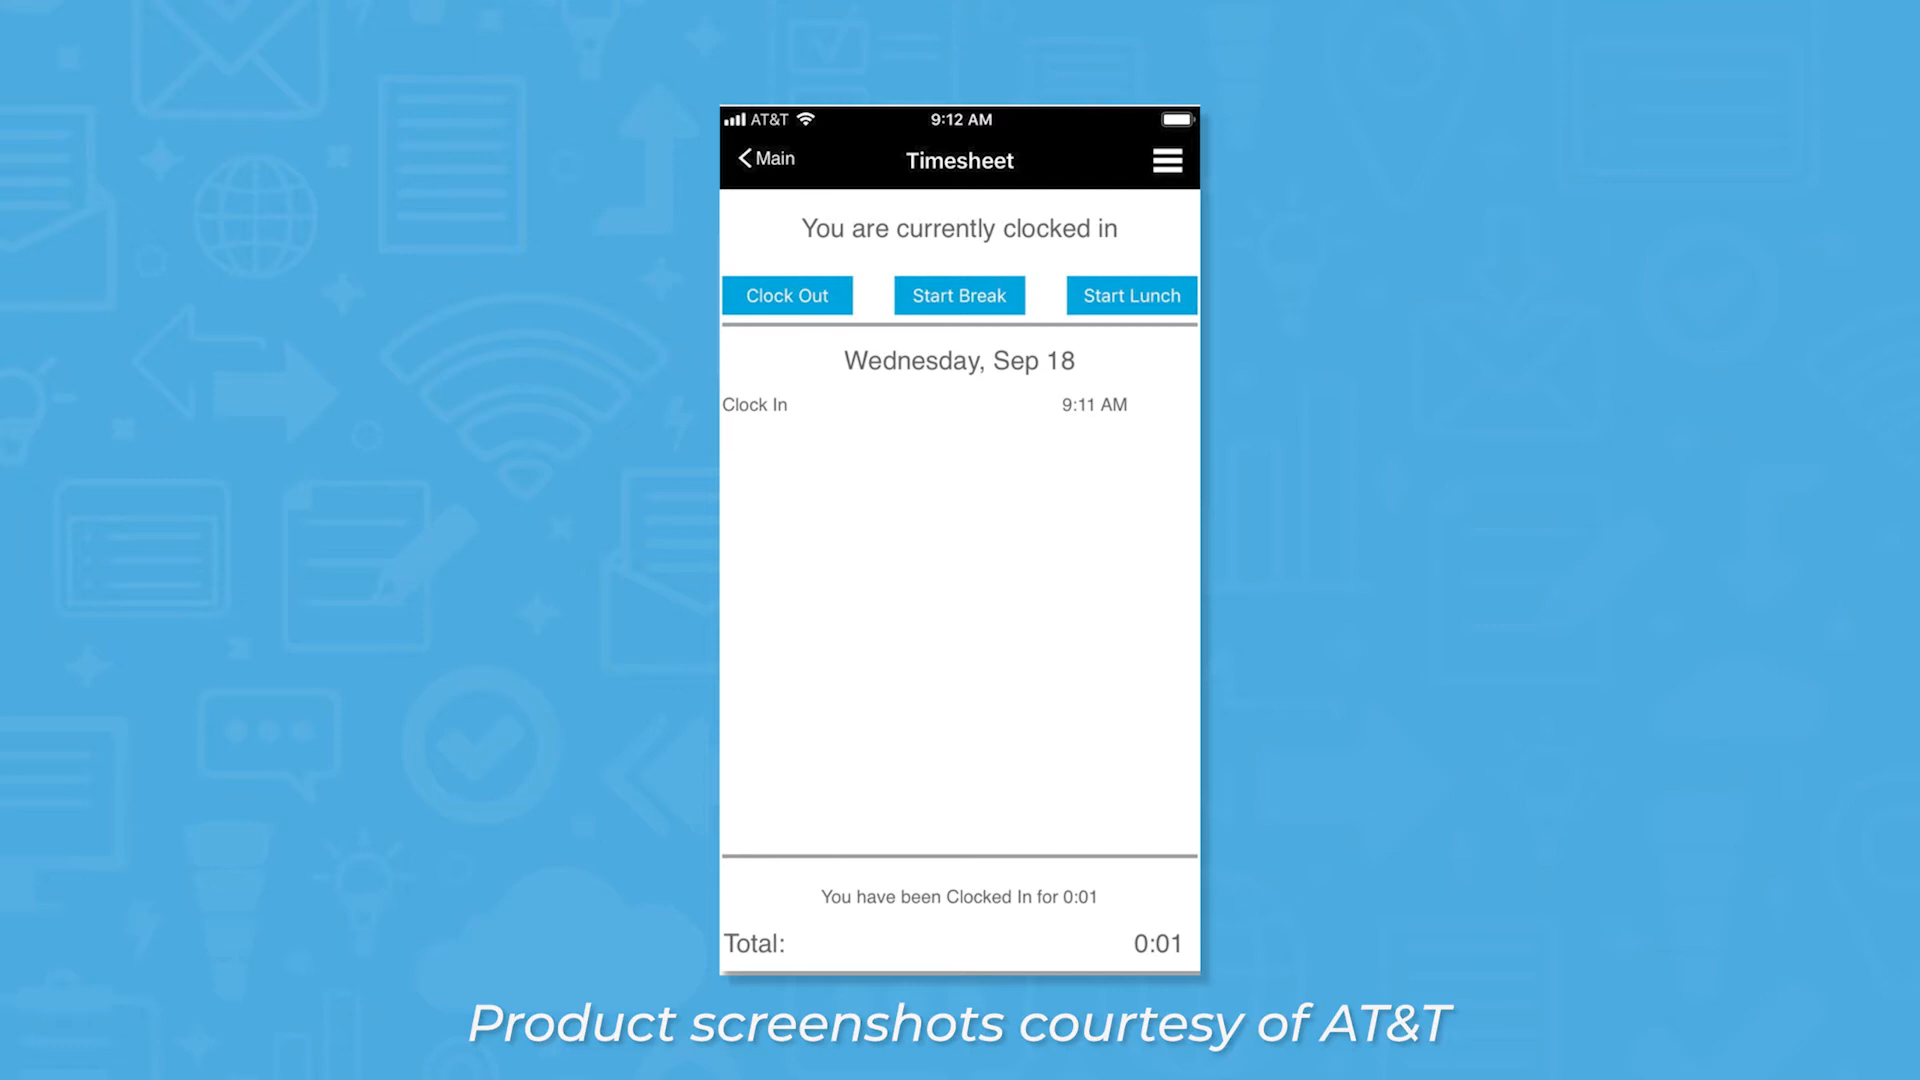 AT&T 9:12 AM
Main Timesheet
You are currently clocked in
Clock Out Start Break Start Lunch
Wednesday, Sep 18
Clock In 9:11 AM
You have been Clocked In for 0:01
Total: 0:01
Product screenshots courtesy of AT&T